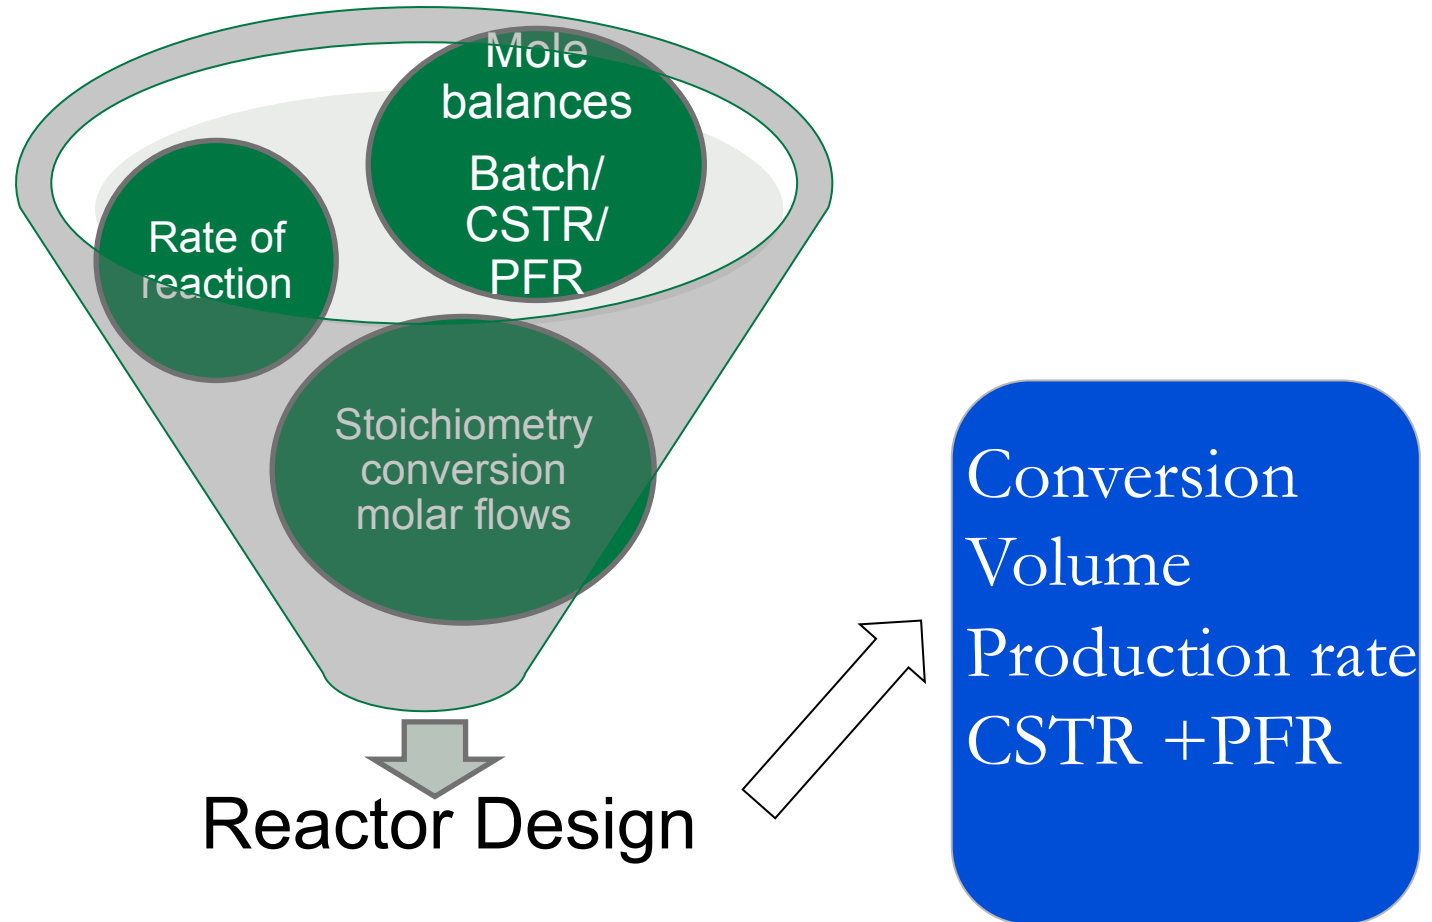 Mole
balances
Batch/
CSTR/
PFR
Rate of
reaction
Stoichiometry
conversion
molar flows
Reactor Design
Conversion
Volume
Production rate
CSTR +PFR